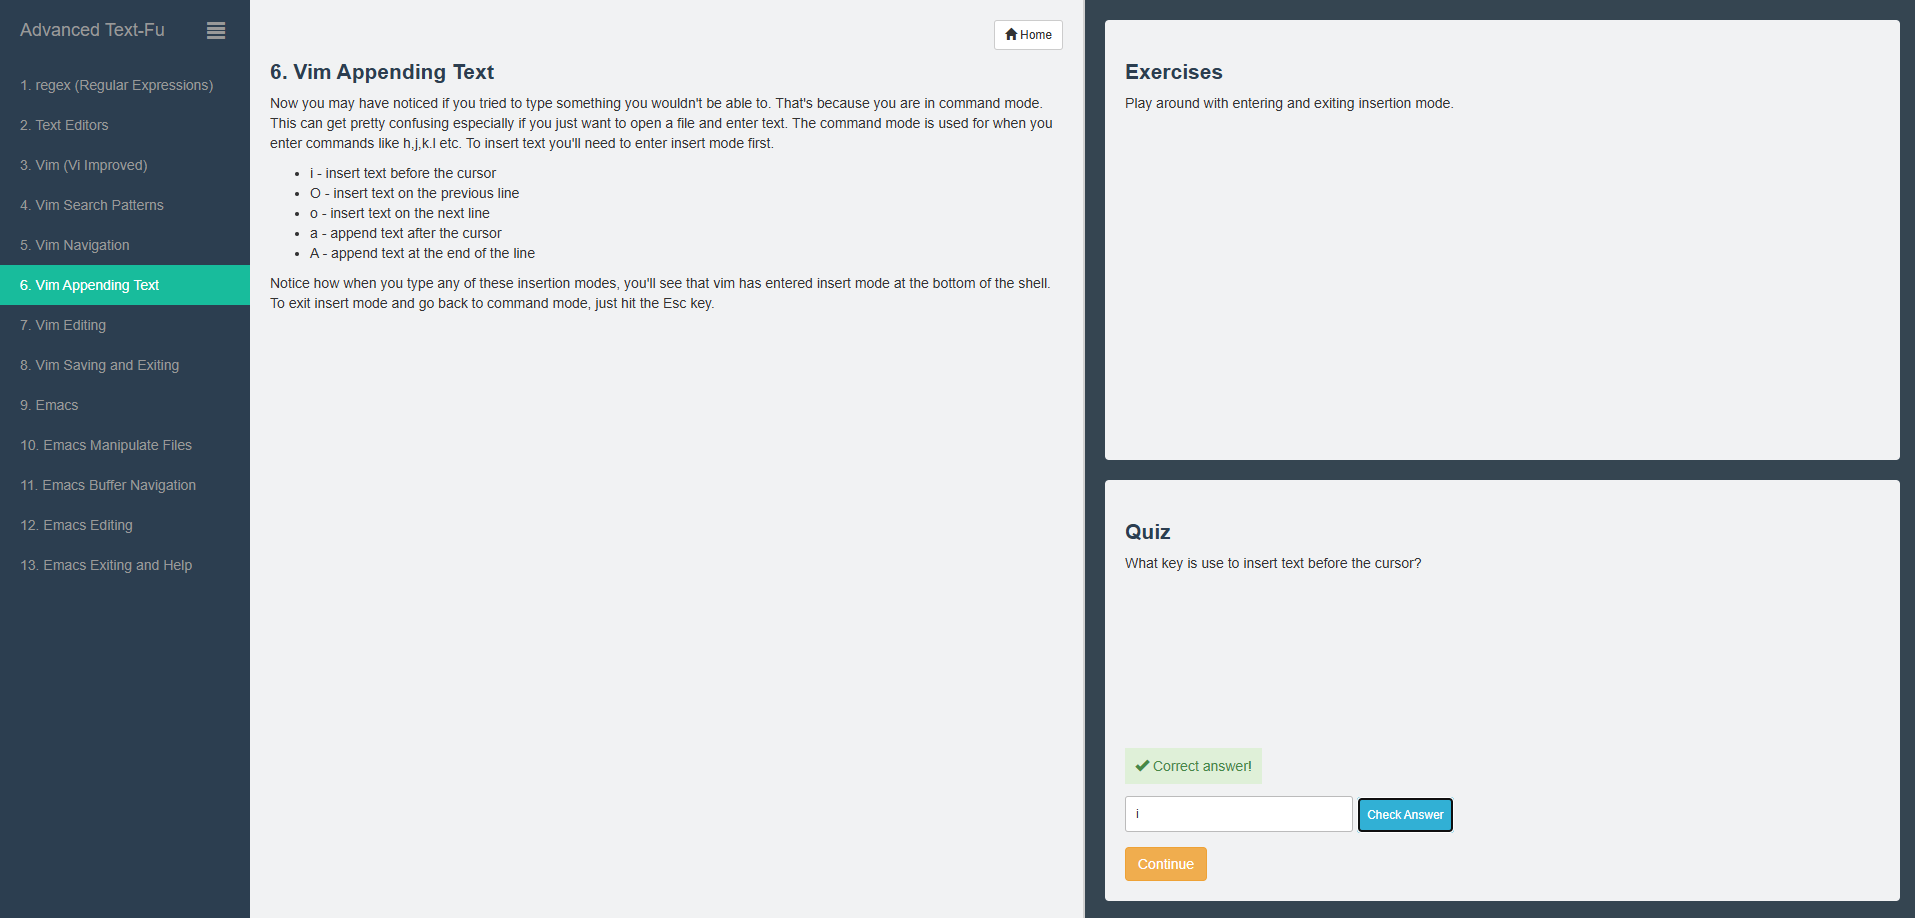 Advanced Text-Fu
1. regex (Regular Expressions)
2. Text Editors
3. Vim (Vi Improved)
4. Vim Search Patterns
5. Vim Navigation
6. Vim Appending Text
7. Vim Editing
8. Vim Saving and Exiting
9. Emacs
10. Emacs Manipulate Files
11. Emacs Buffer Navigation
12. Emacs Editing
13. Emacs Exiting and Help
Home
6. Vim Appending Text
Now you may have noticed if you tried to type something you wouldn't be able to. That's because you are in command mode.
This can get pretty confusing especially if you just want to open a file and enter text. The command mode is used for when you
enter commands like h,j,k.l etc. To insert text you'll need to enter insert mode first.
• i - insert text before the cursor
• O - insert text on the previous line
• o - insert text on the next line
• a - append text after the cursor
• A - append text at the end of the line
Notice how when you type any of these insertion modes, you'll see that vim has entered insert mode at the bottom of the shell.
To exit insert mode and go back to command mode, just hit the Esc key.
Exercises
Play around with entering and exiting insertion mode.
Quiz
What key is use to insert text before the cursor?
Correct answer!
i
Check Answer
Continue